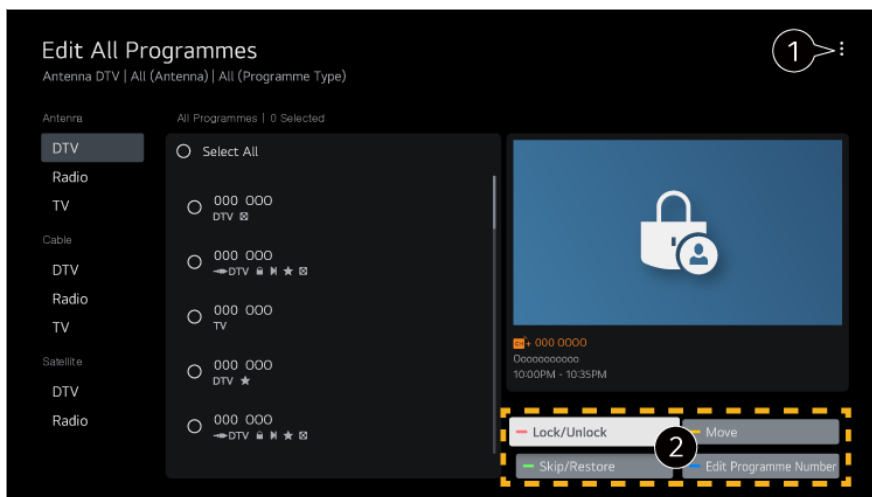 Edit All Programmes
1
Antenna DTV | All (Antenna) | All (Programme Type)
Antenna
All Programmes | 0 Selected
DTV
Radio
TV
Cable
DTV
Radio
TV
Satellite
DTV
Radio
Select All
000 000
DTV
000 000
DTV
000 000
TV
000 000
DTV
000 000
DTV
CH+ 000 0000
Oooooooooooo
10:00PM - 10:35PM
Lock/Unlock
Move
2
Skip/Restore
Edit Programme Number